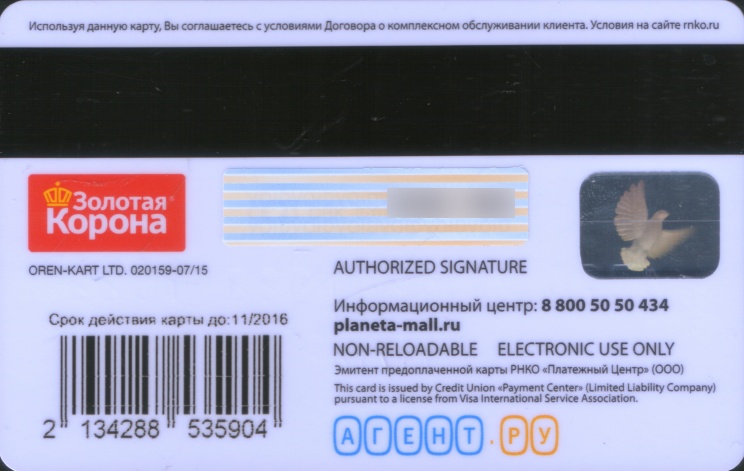 Используя данную карту, Вы соглашаетесь с условиями Договора о комплексном обслуживании клиента. Условия на сайте rnko.ru
Золотая®
Корона
OREN-KART LTD. 020159-07/15
AUTHORIZED SIGNATURE
Срок действия карты до:11/2016
Информационный центр: 8 800 50 50 434
planeta-mall.ru
NON-RELOADABLE ELECTRONIC USE ONLY
Эмитент предоплаченной карты РНКО «Платежный Центр» (ООО)
This card is issued by Credit Union «Payment Center» (Limited Liability Company)
pursuant to a license from Visa International Service Association.
2 134288 535904
АГЕНТ.РУ